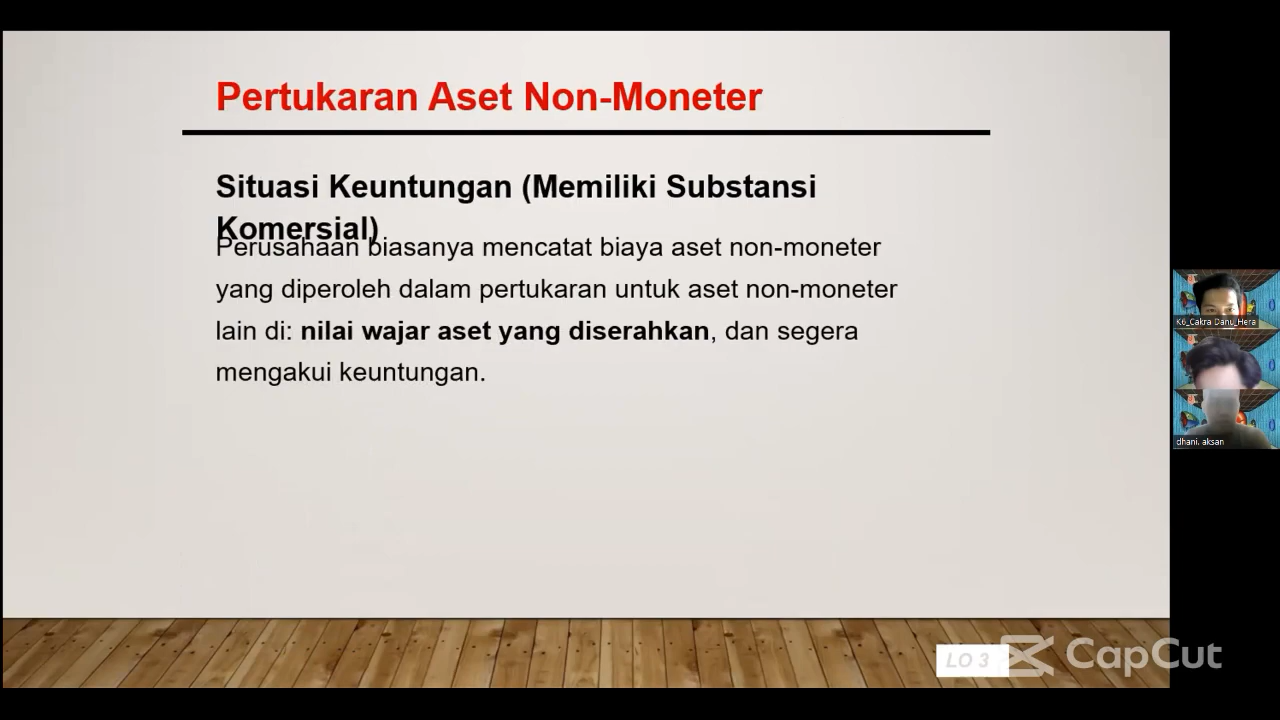 Pertukaran Aset Non-Moneter
Situasi Keuntungan (Memiliki Substansi
Komersial)
Perusahaan biasanya mencatat biaya aset non-moneter
yang diperoleh dalam pertukaran untuk aset non-moneter
lain di: nilai wajar aset yang diserahkan, dan segera
mengakui keuntungan.
K6_Cakra Danu_Hera
dhani. aksan
LO 3
CapCut